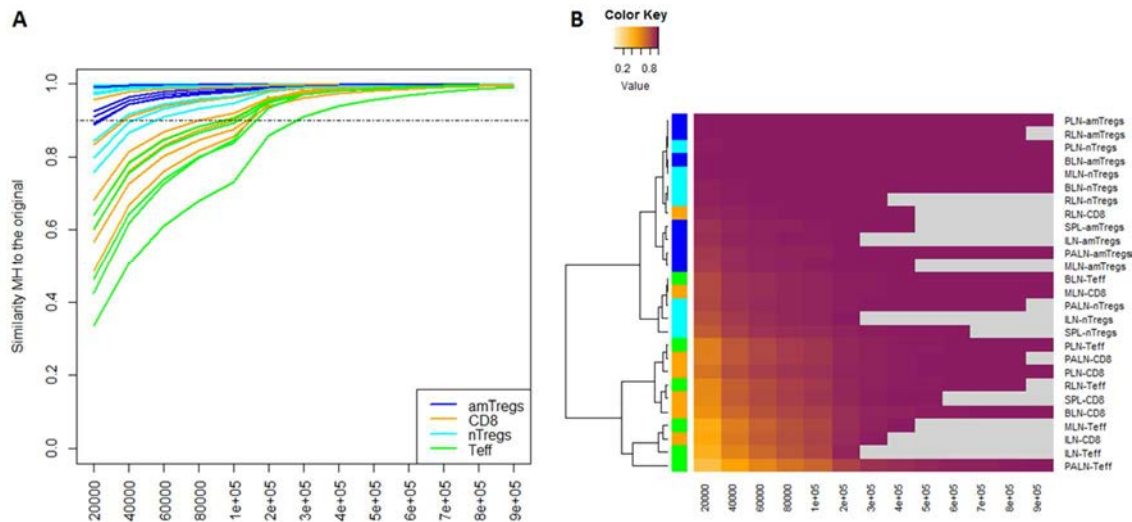 A
Similarity MH to the original
1.0
0.8
0.6
0.4
0.2
0.0
amTregs
CD8
nTregs
Teff
20000
40000
60000
80000
1e+05
2e+05
3e+05
4e+05
5e+05
6e+05
7e+05
8e+05
9e+05
B
Color Key
0.2 0.8
Value
PLN-amTregs
RLN-amTregs
PLN-nTregs
BLN-amTregs
MLN-nTregs
BLN-nTregs
RLN-nTregs
RLN-CD8
SPL-amTregs
ILN-amTregs
PALN-amTregs
MLN-amTregs
BLN-Teff
MLN-CD8
PALN-nTregs
ILN-nTregs
SPL-nTregs
PLN-Teff
PALN-CD8
PLN-CD8
RLN-Teff
SPL-CD8
BLN-CD8
MLN-Teff
ILN-CD8
ILN-Teff
PALN-Teff
20000
40000
60000
80000
1e+05
2e+05
3e+05
4e+05
5e+05
6e+05
7e+05
8e+05
9e+05